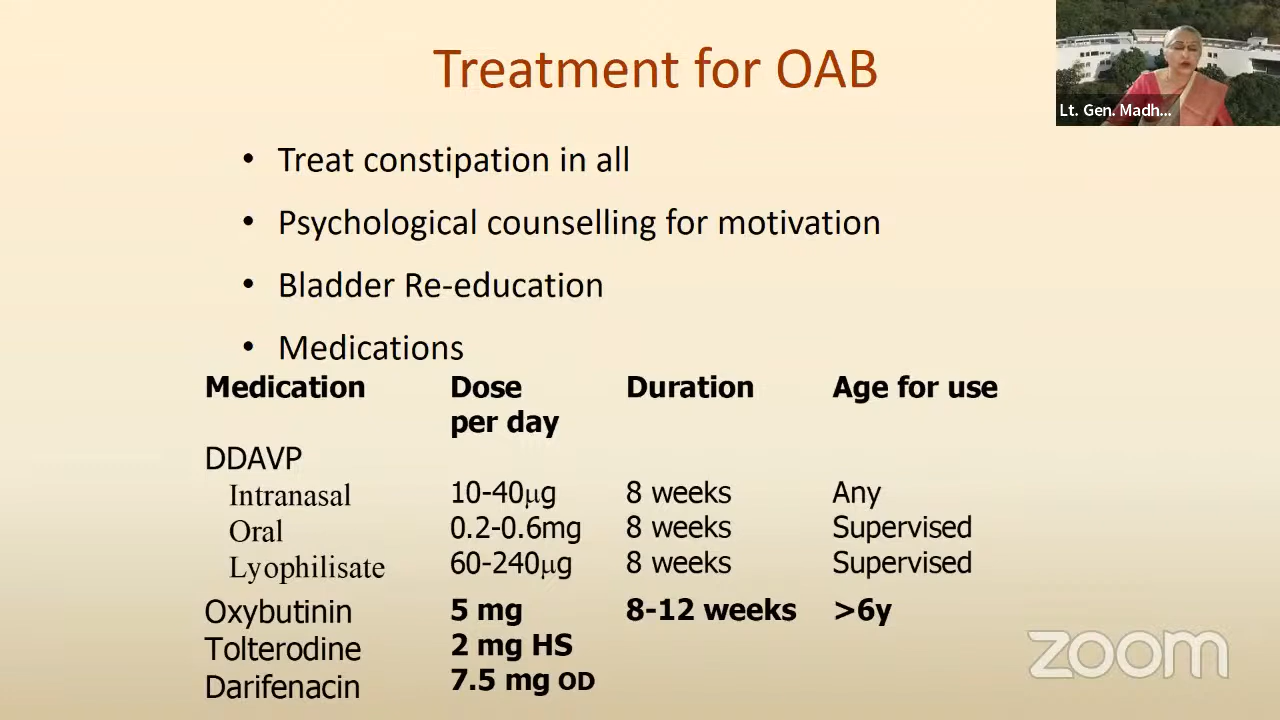 Treatment for OAB
Lt. Gen. Madh...
• Treat constipation in all
• Psychological counselling for motivation
• Bladder Re-education
• Medications
Medication Dose per day Duration Age for use
DDAVP
Intranasal 10-40μg 8 weeks Any
Oral 0.2-0.6mg 8 weeks Supervised
Lyophilisate 60-240μg 8 weeks Supervised
Oxybutinin 5 mg 8-12 weeks >6y
Tolterodine 2 mg HS
Darifenacin 7.5 mg OD
zoom